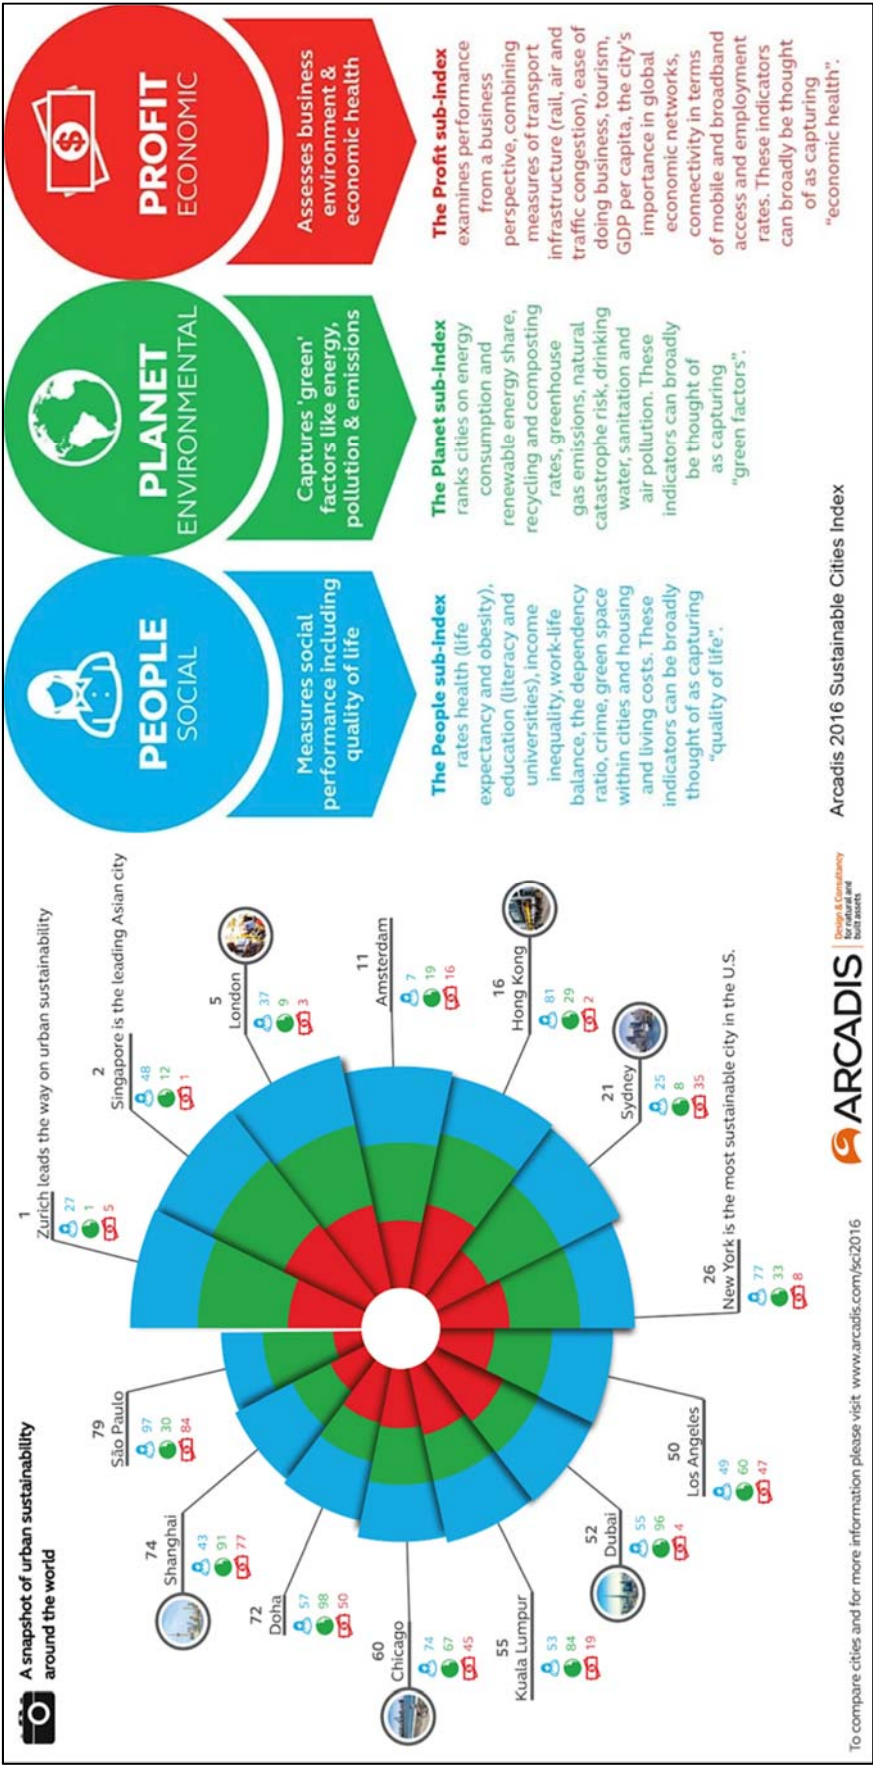 A snapshot of urban sustainability
around the world
1
Zurich leads the way on urban sustainability
27
1
5
2
Singapore is the leading Asian city
48
12
1
5
London
37
9
3
11
Amsterdam
7
19
16
16
Hong Kong
81
29
2
21
Sydney
25
8
35
26
New York is the most sustainable city in the U.S.
77
33
8
50
Los Angeles
49
60
47
52
Dubai
55
96
4
55
Kuala Lumpur
53
84
19
60
Chicago
74
67
45
72
Doha
57
98
50
74
Shanghai
43
91
77
79
São Paulo
97
30
84
To compare cities and for more information please visit www.arcadis.com/sci2016
ARCADIS
Design & Consultancy
for natural and
built assets
PEOPLE
SOCIAL
Measures social
performance including
quality of life
The People sub-index
rates health (life
expectancy and obesity),
education (literacy and
universities), income
inequality, work-life
balance, the dependency
ratio, crime, green space
within cities and housing
and living costs. These
indicators can be broadly
thought of as capturing
"quality of life".
PLANET
ENVIRONMENTAL
Captures 'green'
factors like energy,
pollution & emissions
The Planet sub-index
ranks cities on energy
consumption and
renewable energy share,
recycling and composting
rates, greenhouse
gas emissions, natural
catastrophe risk, drinking
water, sanitation and
air pollution. These
indicators can broadly
be thought of
as capturing
"green factors".
$
PROFIT
ECONOMIC
Assesses business
environment &
economic health
The Profit sub-index
examines performance
from a business
perspective, combining
measures of transport
infrastructure (rail, air and
traffic congestion), ease of
doing business, tourism,
GDP per capita, the city's
importance in global
economic networks,
connectivity in terms
of mobile and broadband
access and employment
rates. These indicators
can broadly be thought
of as capturing
"economic health".
Arcadis 2016 Sustainable Cities Index